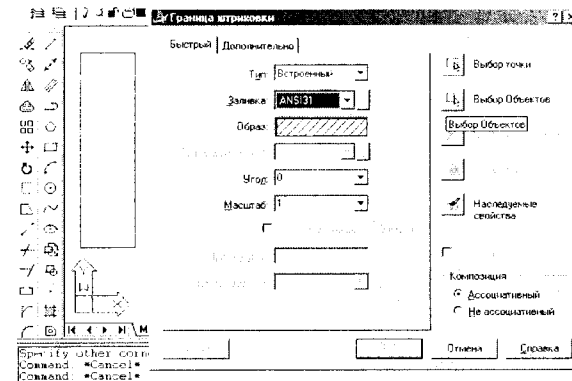 Граница штриховки
Быстрый
Дополнительно
Тип:
Встроенный
Заливка:
ANSI31
Образ:
Угол:
0
Масштаб:
1
Выбор точки
Выбор Объектов
Выбор Объектов
Наследуемые
свойства
Композиция
Ассоциативный
Не ассоциативный
Отмена
Справка
M
Specify other corn
Command: *Cancel*
Command: *Cancel*